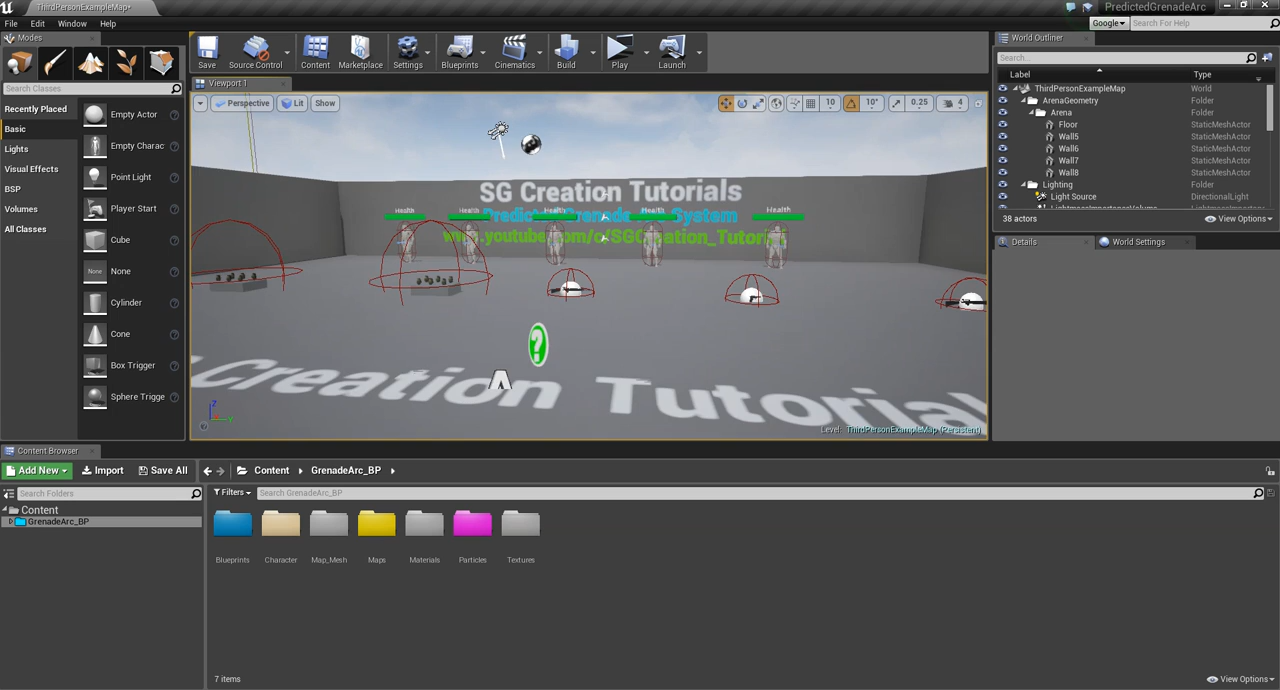 ThirdPersonExampleMap*
PredictedGrenadeArc
File Edit Window Help
Google Search For Help
Modes
Search Classes
Recently Placed
Basic
Lights
Visual Effects
BSP
Volumes
All Classes
Empty Actor
Empty Charac
Point Light
Player Start
Cube
None None
Cylinder
Cone
Box Trigger
Sphere Trigge
Save Source Control Content Marketplace Settings Blueprints Cinematics Build Play Launch
Viewport 1
Perspective Lit Show
10 10° 0.25 4
SG Creation Tutorials
Health Health Health Health Health
Predicted Grenade Arc System
SG Creation Tutorial
Level: ThirdPersonExampleMap (Persistent)
World Outliner
Search...
Label Type
ThirdPersonExampleMap World
ArenaGeometry Folder
Arena Folder
Floor StaticMeshActor
Wall5 StaticMeshActor
Wall6 StaticMeshActor
Wall7 StaticMeshActor
Wall8 StaticMeshActor
Lighting Folder
Light Source DirectionalLight
38 actors View Options
Details World Settings
Content Browser
Add New Import Save All Content GrenadeArc_BP
Search Folders
Content
GrenadeArc_BP
Filters Search GrenadeArc_BP
Blueprints Character Map_Mesh Maps Materials Particles Textures
7 items View Options